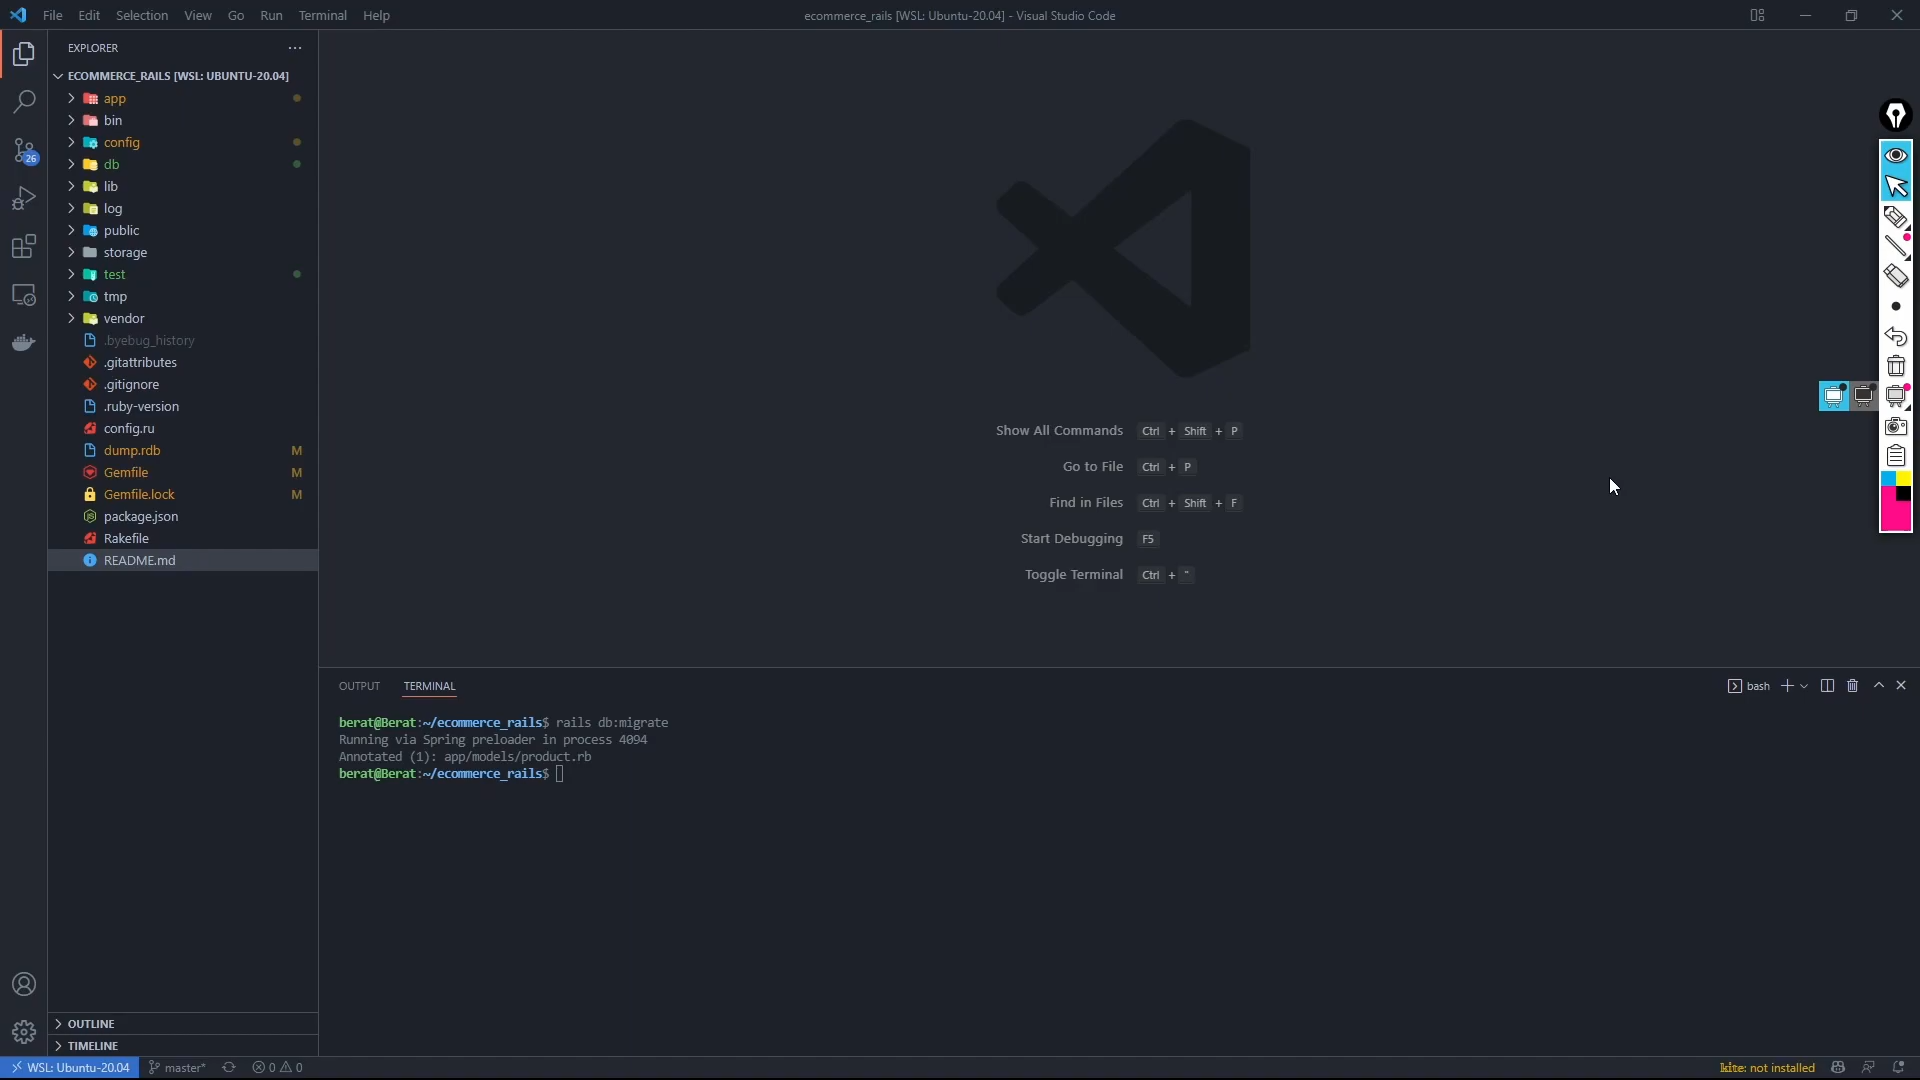 File Edit Selection View Go Run Terminal Help
ecommerce_rails [WSL: Ubuntu-20.04] - Visual Studio Code
EXPLORER
ECOMMERCE_RAILS [WSL: UBUNTU-20.04]
app
bin
config
db
lib
log
public
storage
test
tmp
vendor
.byebug_history
.gitattributes
.gitignore
.ruby-version
config.ru
dump.rdb M
Gemfile M
Gemfile.lock M
package.json
Rakefile
README.md
26
Show All Commands Ctrl + Shift + P
Go to File Ctrl + P
Find in Files Ctrl + Shift + F
Start Debugging F5
Toggle Terminal Ctrl + "
OUTPUT TERMINAL
bash
berat@Berat:~/ecommerce_rails$ rails db:migrate
Running via Spring preloader in process 4094
Annotated (1): app/models/product.rb
berat@Berat:~/ecommerce_rails$
OUTLINE
TIMELINE
WSL: Ubuntu-20.04 master* 0 0
kite: not installed